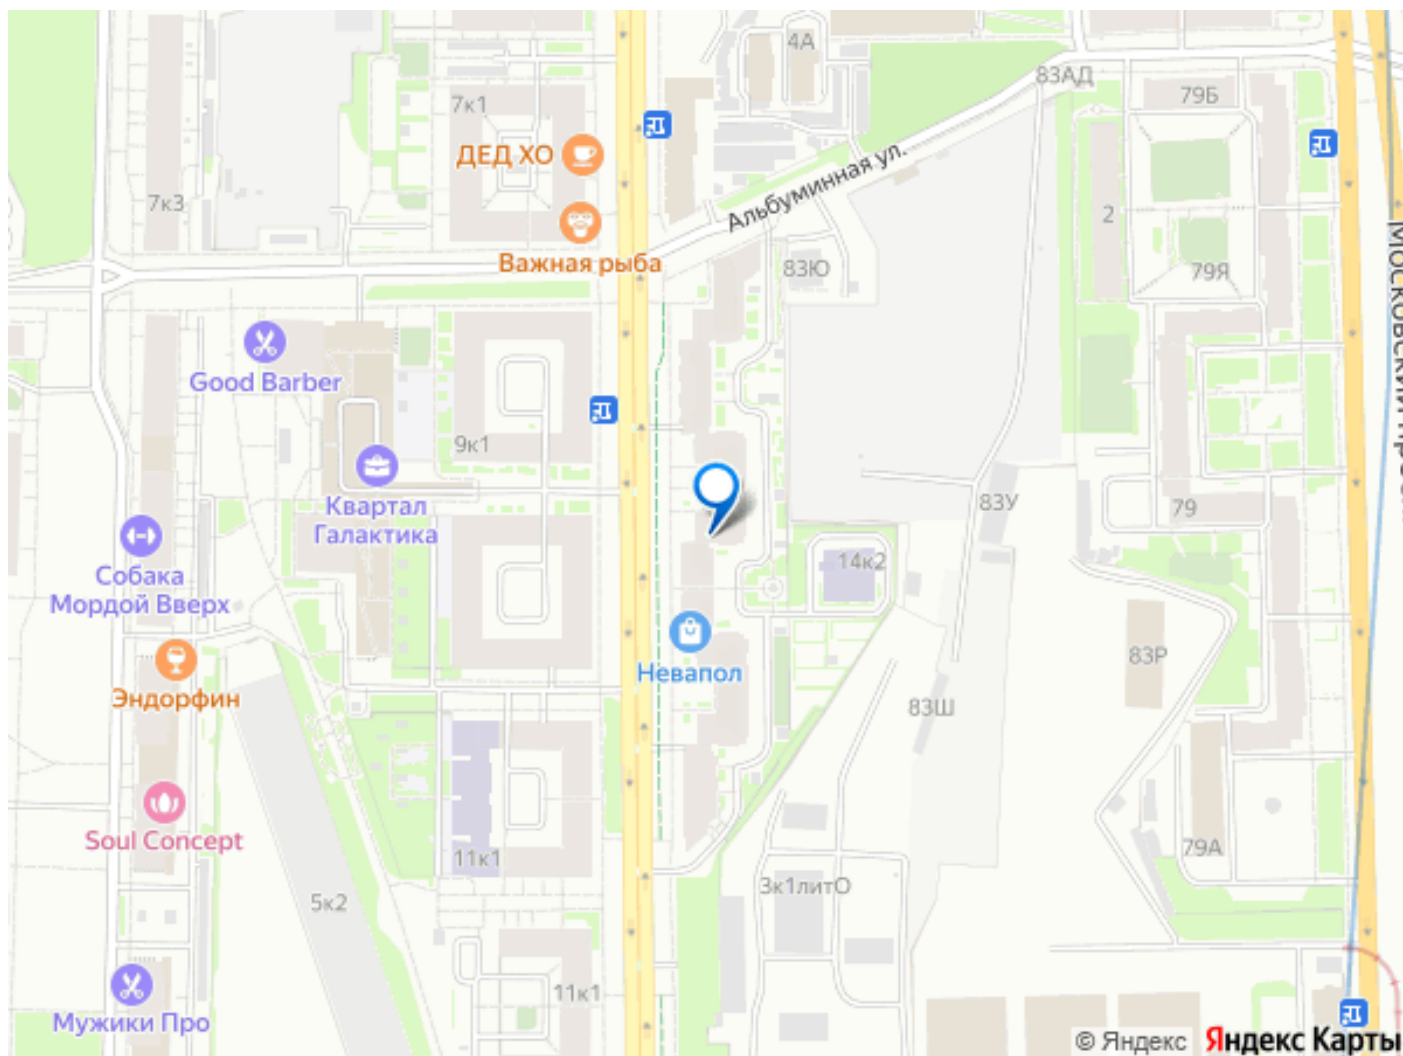 4А
83АД
79Б
7к1
ДЕД ХО
Альбуминная ул.
7к3
2
Важная рыба
83Ю
79Я
Московский
Good Barber
9к1
Квартал
Галактика
83У
79
14к2
Собака
Мордой Вверх
Невапол
83Р
Эндорфин
83Ш
Soul Concept
11к1
79А
3к1литО
5к2
11к1
Мужики Про
© Яндекс Яндекс Карты